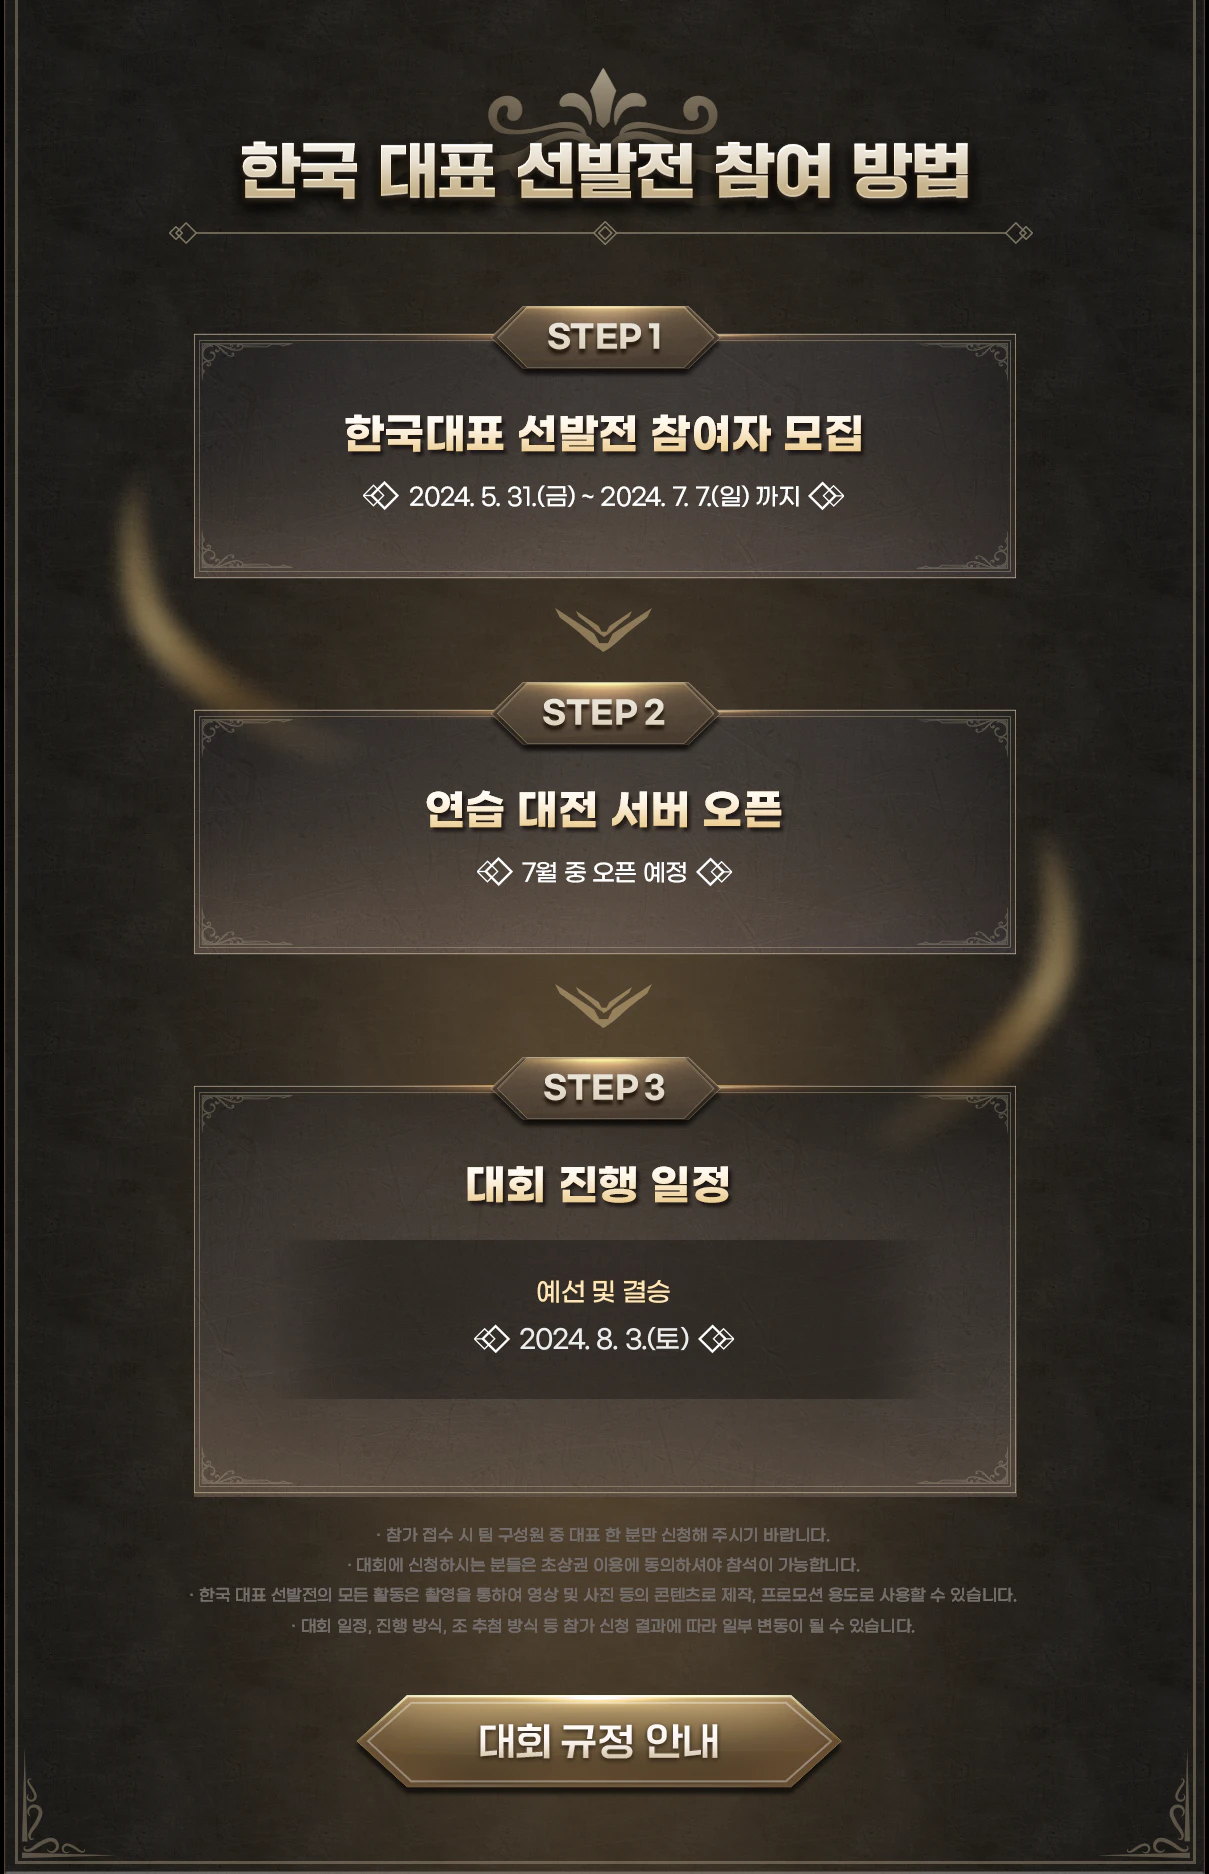 한국 대표 선발전 참여 방법
STEP 1
한국대표 선발전 참여자 모집
2024. 5. 31.(금) ~ 2024. 7. 7.(일) 까지
STEP 2
연습 대전 서버 오픈
7월 중 오픈 예정
STEP 3
대회 진행 일정
예선 및 결승
2024. 8. 3.(토)
· 참가 접수 시 팀 구성원 중 대표 한 분만 신청해 주시기 바랍니다.
· 대회에 신청하시는 분들은 초상권 이용에 동의하셔야 참석이 가능합니다.
· 한국 대표 선발전의 모든 활동은 촬영을 통하여 영상 및 사진 등의 콘텐츠로 제작, 프로모션 용도로 사용할 수 있습니다.
· 대회 일정, 진행 방식, 조 추첨 방식 등 참가 신청 결과에 따라 일부 변동이 될 수 있습니다.
대회 규정 안내